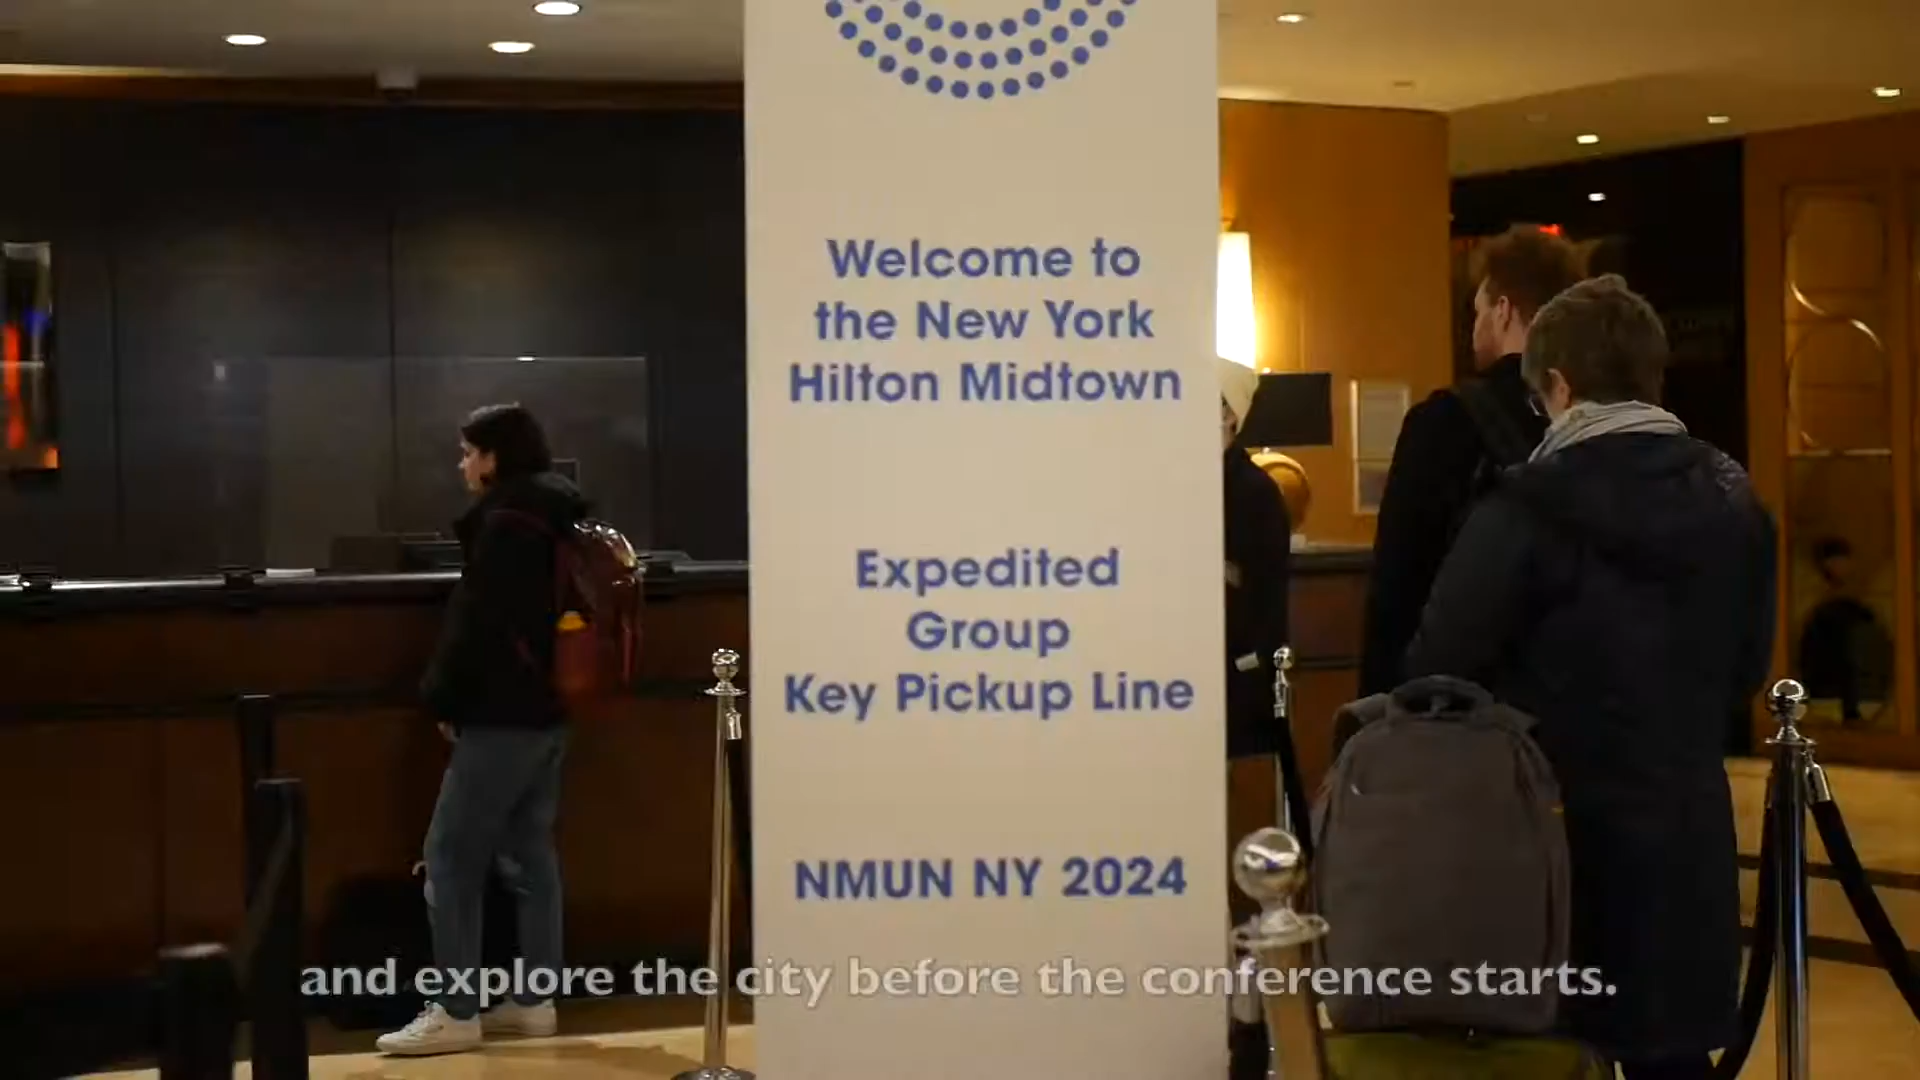 Welcome to
the New York
Hilton Midtown
Expedited
Group
Key Pickup Line
NMUN NY 2024
and explore the city before the conference starts.